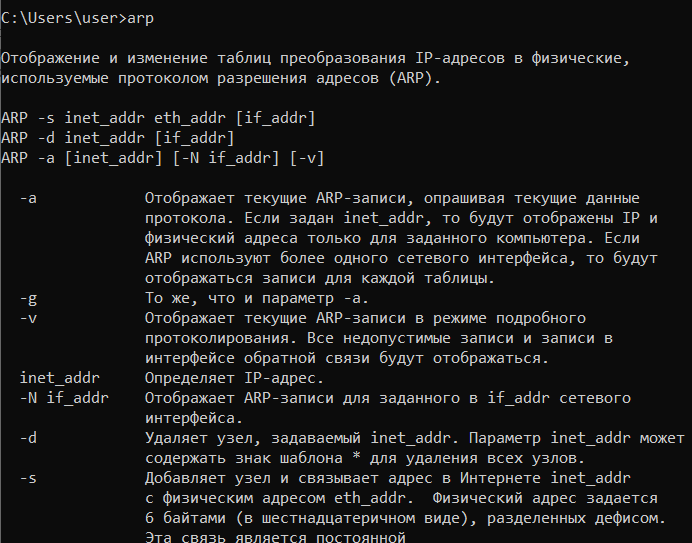 C:\Users\user>arp
Отображение и изменение таблиц преобразования IP-адресов в физические,
используемые протоколом разрешения адресов (ARP).
ARP -s inet_addr eth_addr [if_addr]
ARP -d inet_addr [if_addr]
ARP -a [inet_addr] [-N if_addr] [-v]
-a Отображает текущие ARP-записи, опрашивая текущие данные
протокола. Если задан inet_addr, то будут отображены IP и
физический адреса только для заданного компьютера. Если
ARP используют более одного сетевого интерфейса, то будут
отображаться записи для каждой таблицы.
-g То же, что и параметр -a.
-v Отображает текущие ARP-записи в режиме подробного
протоколирования. Все недопустимые записи и записи в
интерфейсе обратной связи будут отображаться.
inet_addr Определяет IP-адрес.
-N if_addr Отображает ARP-записи для заданного в if_addr сетевого
интерфейса.
-d Удаляет узел, задаваемый inet_addr. Параметр inet_addr может
содержать знак шаблона * для удаления всех узлов.
-s Добавляет узел и связывает адрес в Интернете inet_addr
с физическим адресом eth_addr. Физический адрес задается
6 байтами (в шестнадцатеричном виде), разделенных дефисом.
Эта связь является постоянной